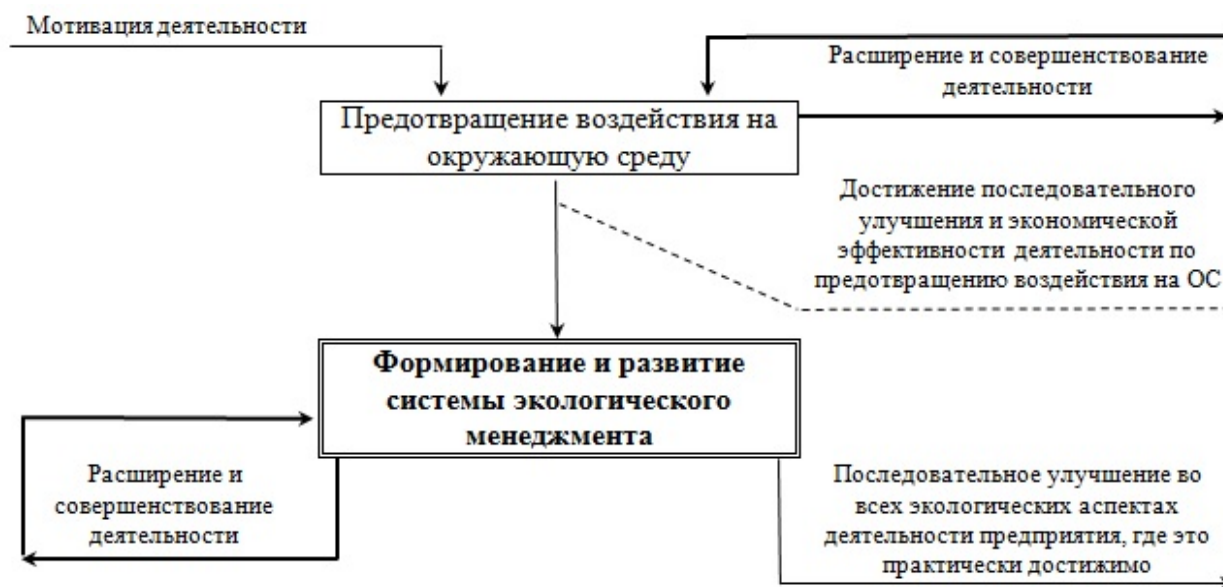 Мотивация деятельности
Расширение и совершенствование
деятельности
Предотвращение воздействия на
окружающую среду
Достижение последовательного
улучшения и экономической
эффективности деятельности по
предотвращению воздействия на ОС
Формирование и развитие
системы экологического
менеджмента
Расширение и
совершенствование
деятельности
Последовательное улучшение во
всех экологических аспектах
деятельности предприятия, где это
практически достижимо